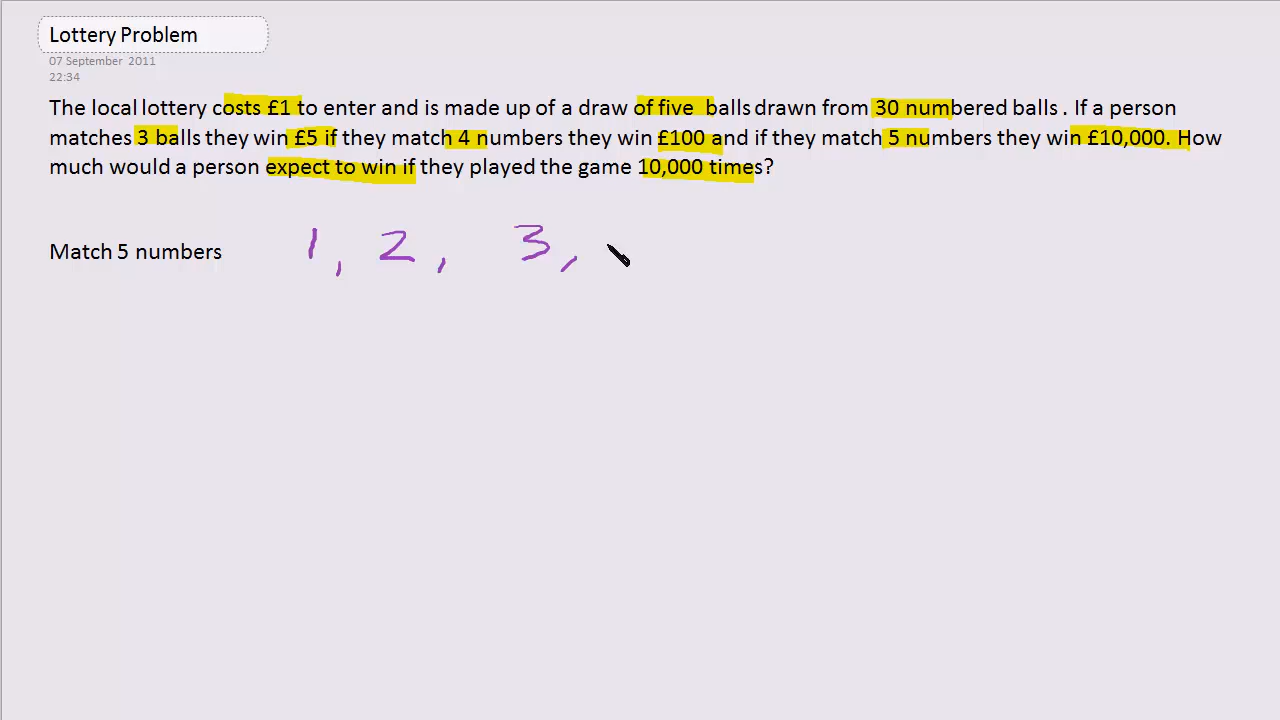 Lottery Problem
07 September 2011
22:34
The local lottery costs £1 to enter and is made up of a draw of five balls drawn from 30 numbered balls . If a person
matches 3 balls they win £5 if they match 4 numbers they win £100 and if they match 5 numbers they win £10,000. How
much would a person expect to win if they played the game 10,000 times?
Match 5 numbers 1, 2, 3,